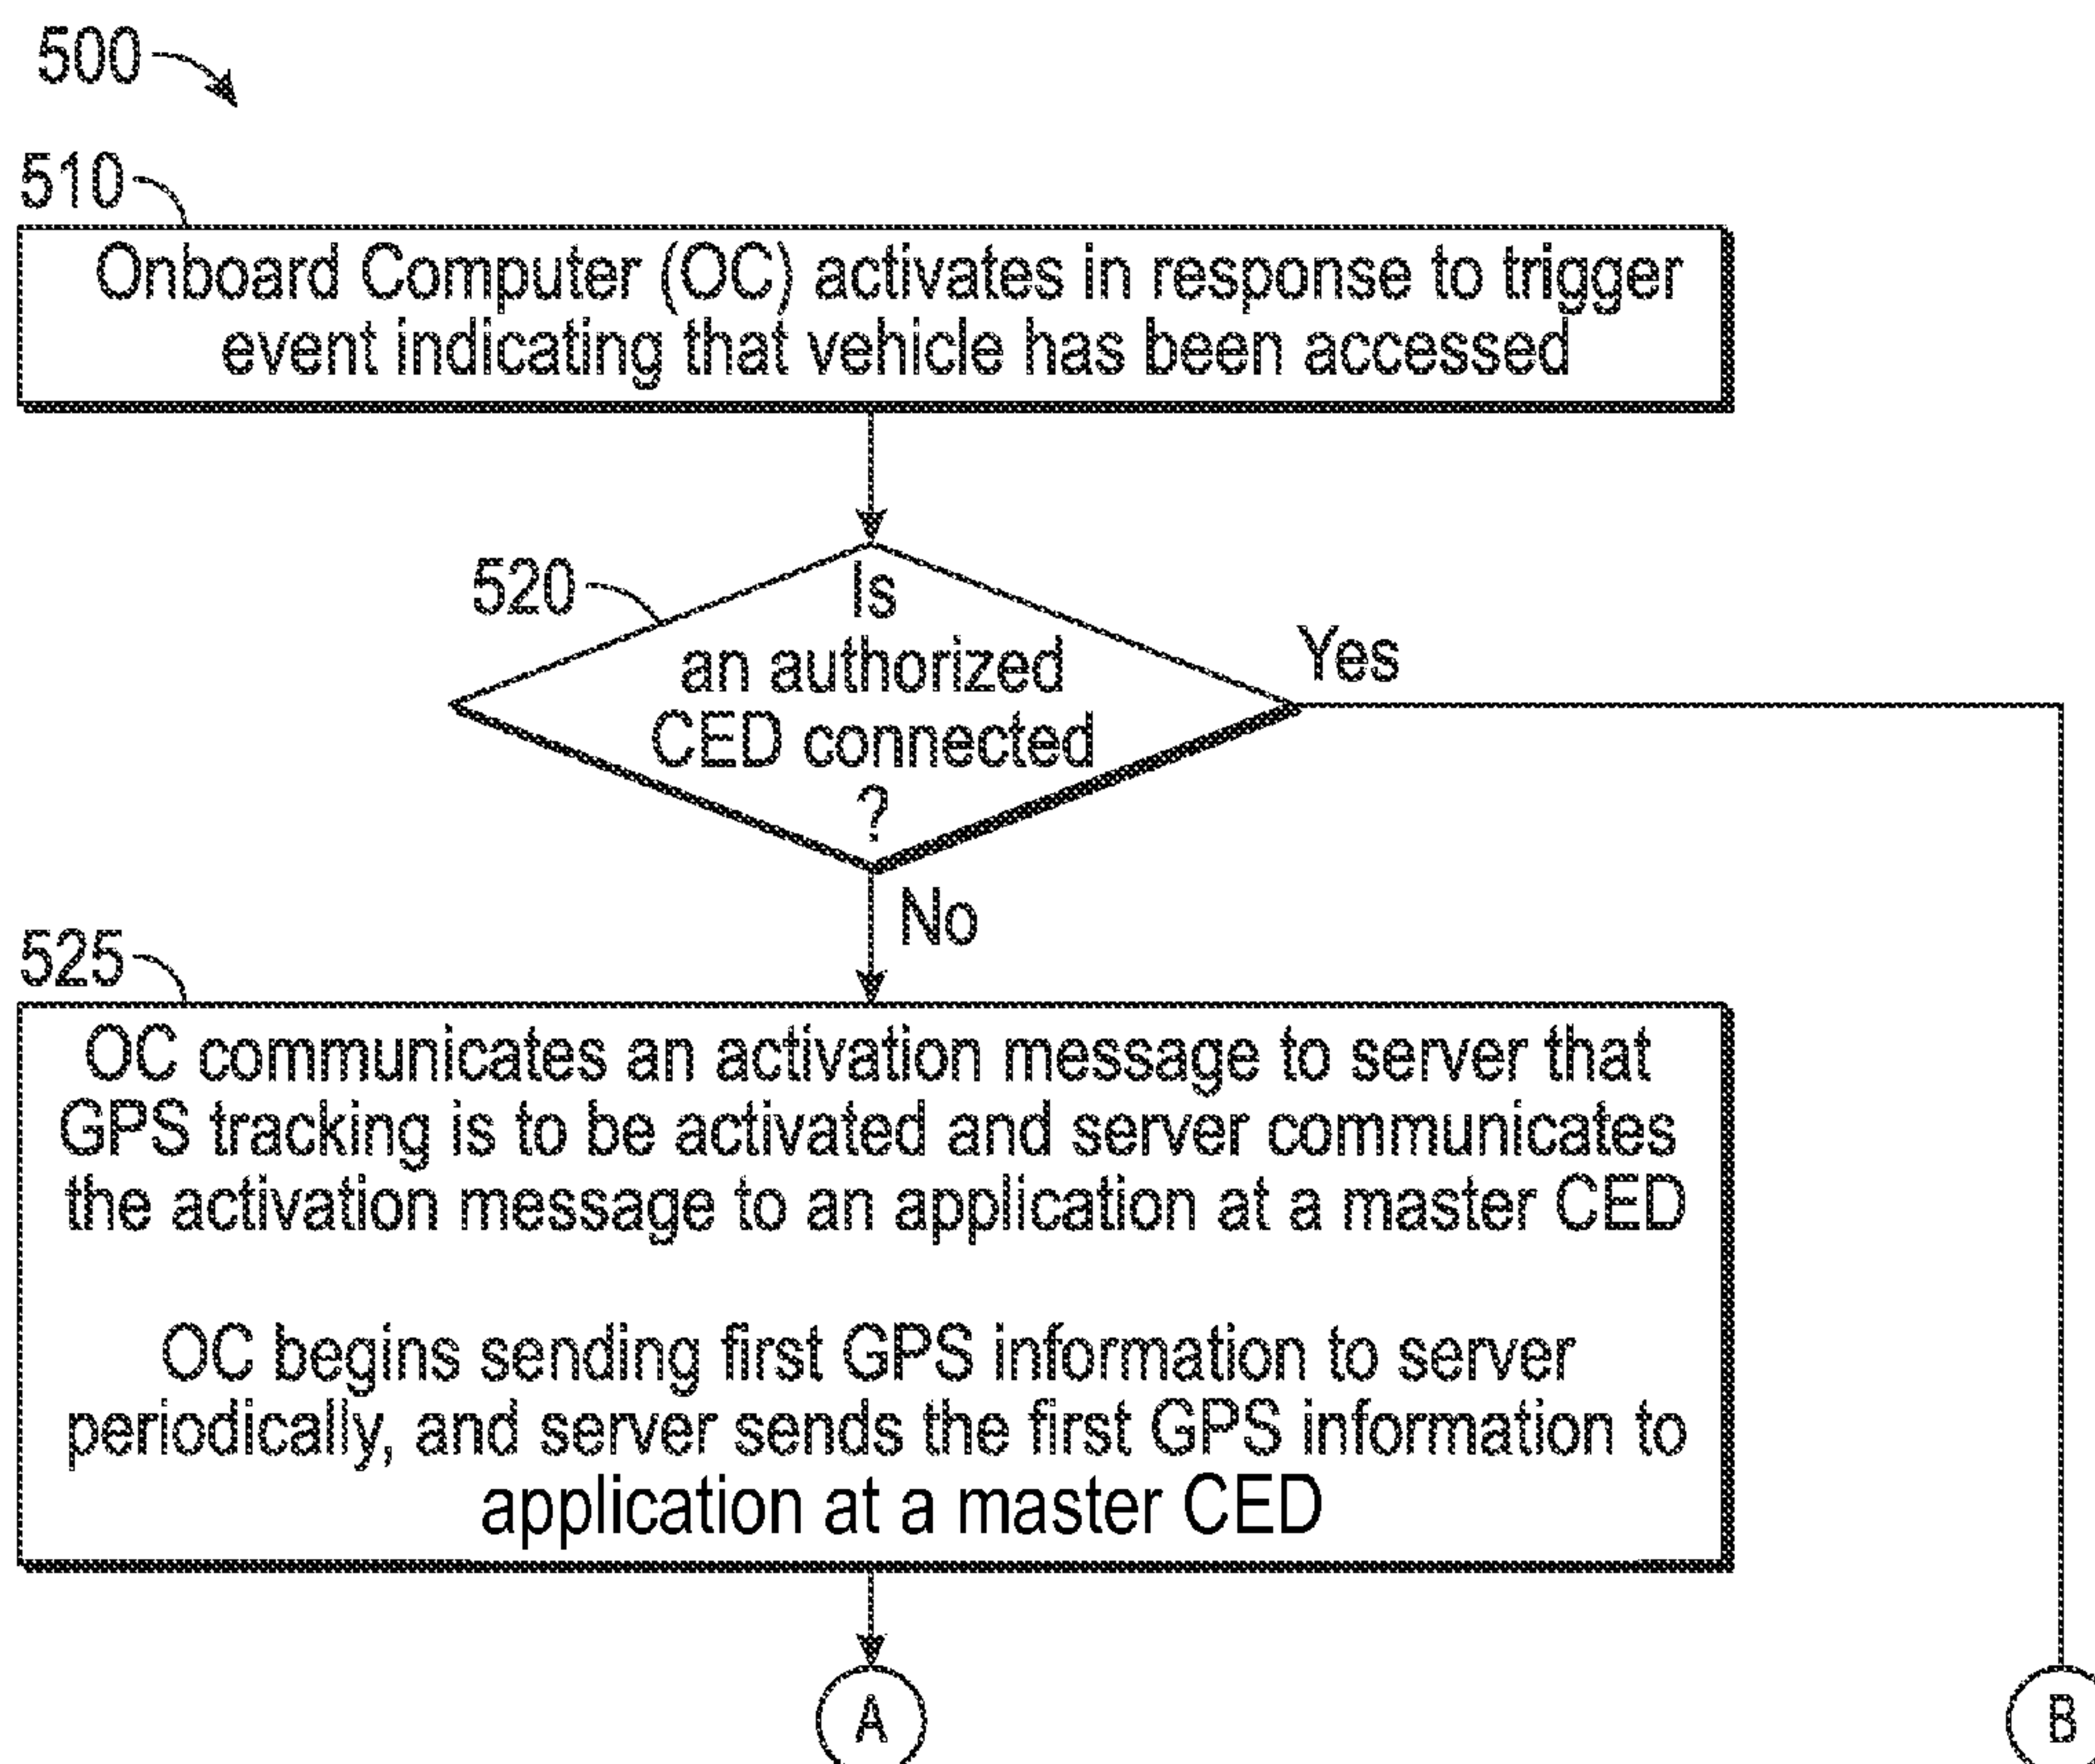 500
510
Onboard Computer (OC) activates in response to trigger
event indicating that vehicle has been accessed
520
Is
an authorized
CED connected
?
Yes
No
525
OC communicates an activation message to server that
GPS tracking is to be activated and server communicates
the activation message to an application at a master CED
OC begins sending first GPS information to server
periodically, and server sends the first GPS information to
application at a master CED
A
B